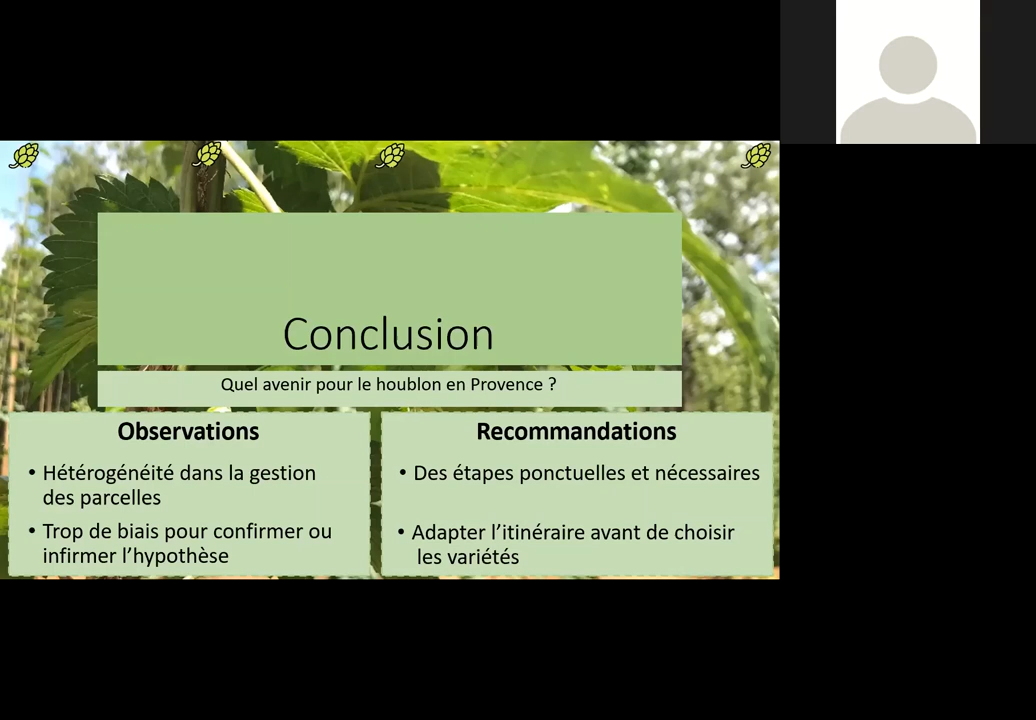 Conclusion
Quel avenir pour le houblon en Provence ?
Observations
• Hétérogénéité dans la gestion
des parcelles
• Trop de biais pour confirmer ou
infirmer l’hypothèse
Recommandations
• Des étapes ponctuelles et nécessaires
• Adapter l’itinéraire avant de choisir
les variétés